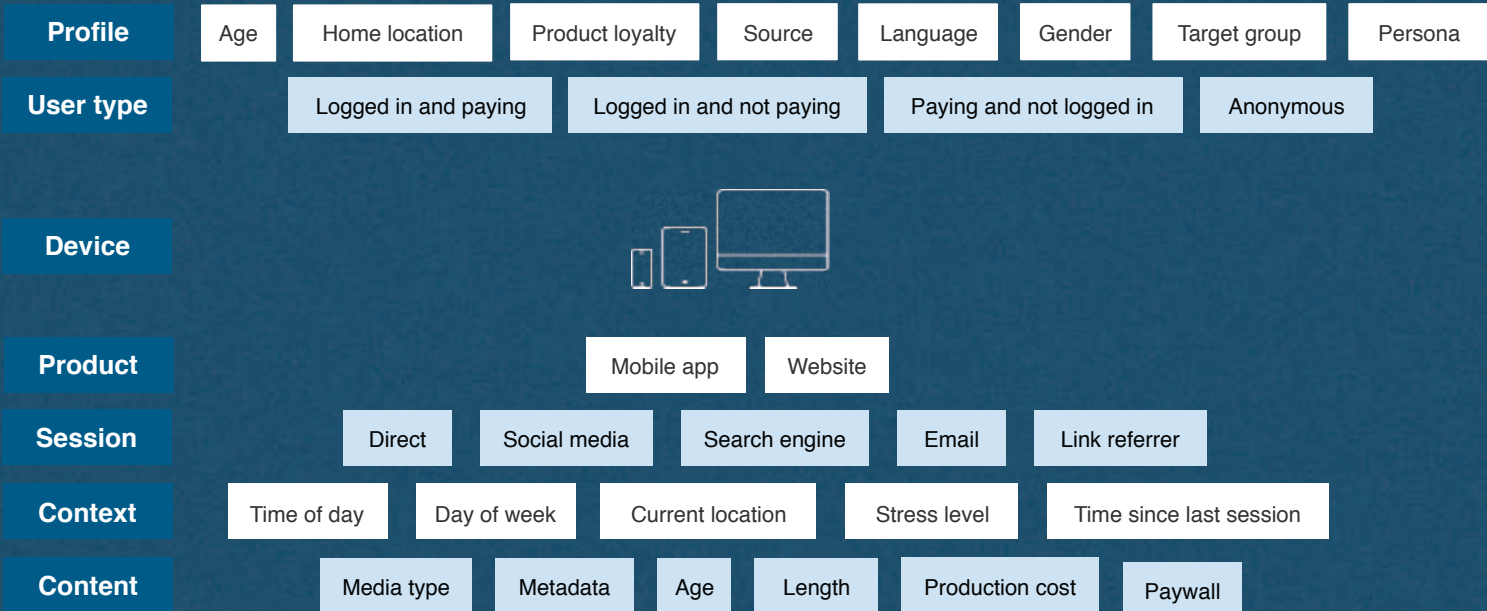 Profile Age Home location Product loyalty Source Language Gender Target group Persona
User type Logged in and paying Logged in and not paying Paying and not logged in Anonymous
Device
Product Mobile app Website
Session Direct Social media Search engine Email Link referrer
Context Time of day Day of week Current location Stress level Time since last session
Content Media type Metadata Age Length Production cost Paywall